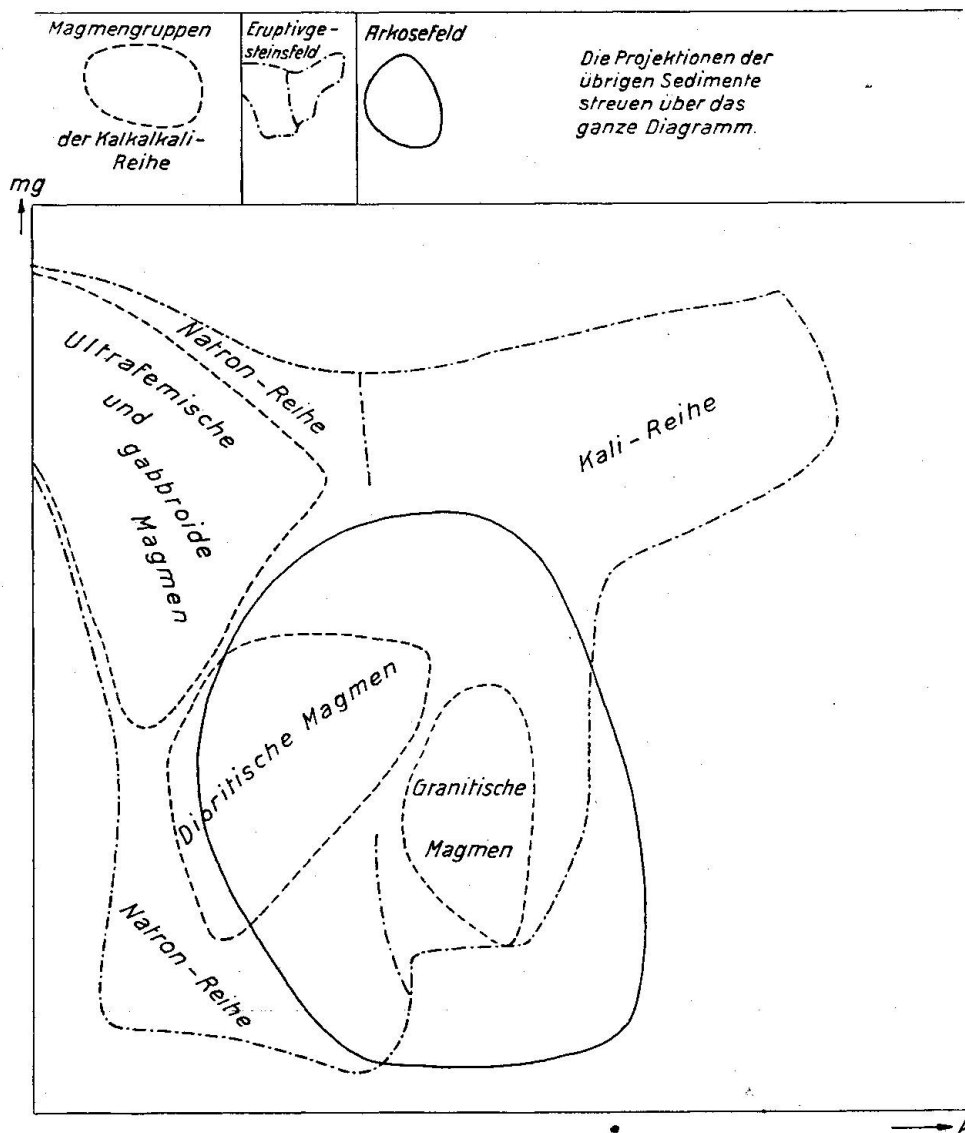 Magmengruppen
der Kalkalkali-
Reihe
Eruptivge-
steinsfeld
Arkosefeld
Die Projektionen der
übrigen Sedimente
streuen über das
ganze Diagramm.
mg
Natron-Reihe
Ultrafemische
und
gabbroide
Magmen
Kali-Reihe
Dioritische Magmen
Granitische
Magmen
Natron-Reihe